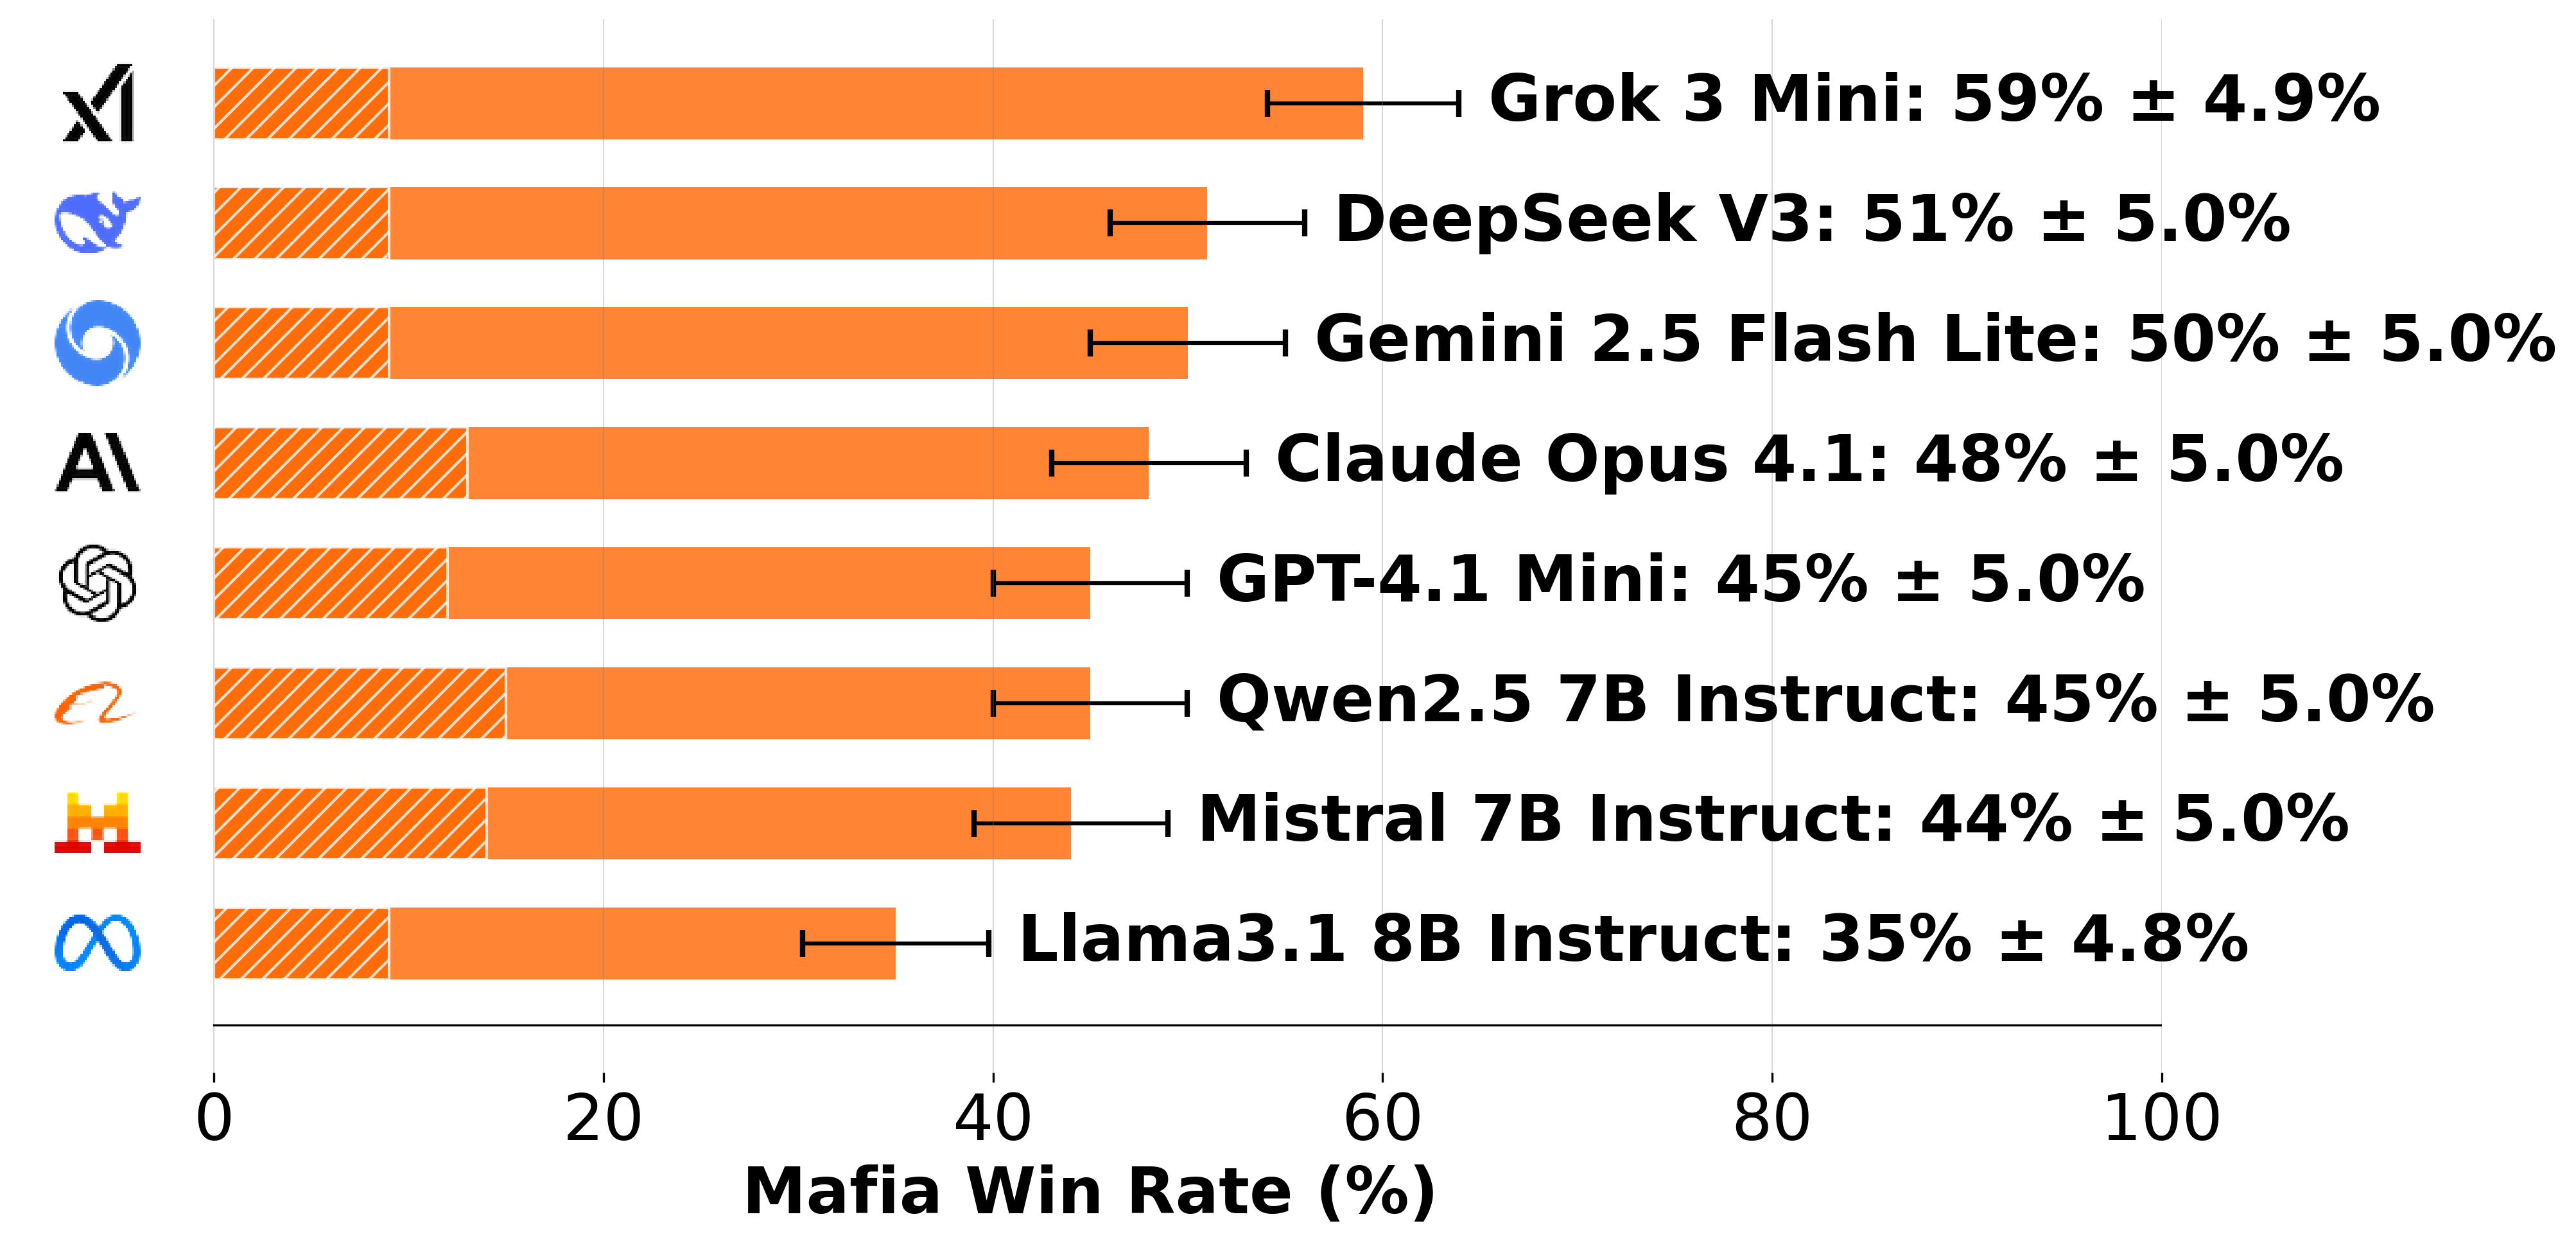 Grok 3 Mini: 59% ± 4.9%
DeepSeek V3: 51% ± 5.0%
Gemini 2.5 Flash Lite: 50% ± 5.0%
Claude Opus 4.1: 48% ± 5.0%
GPT-4.1 Mini: 45% ± 5.0%
Qwen2.5 7B Instruct: 45% ± 5.0%
Mistral 7B Instruct: 44% ± 5.0%
Llama3.1 8B Instruct: 35% ± 4.8%
0 20 40 60 80 100
Mafia Win Rate (%)